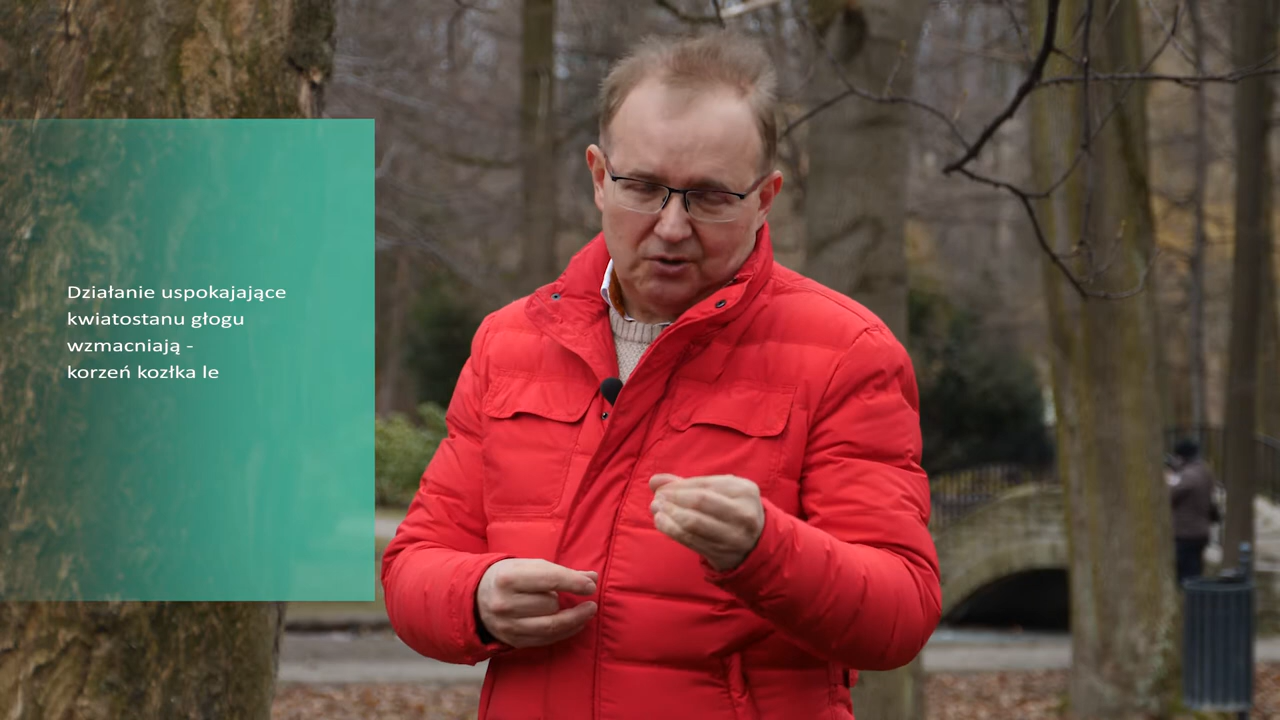 Działanie uspokajające
kwiatostanu głogu
wzmacniają -
korzeń kozłka le